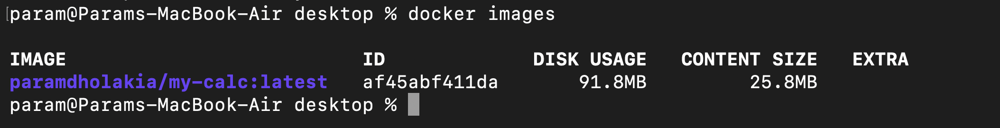 [param@Params-MacBook-Air desktop % docker images
IMAGE ID DISK USAGE CONTENT SIZE EXTRA
paramdholakia/my-calc:latest af45abf411da 91.8MB 25.8MB
param@Params-MacBook-Air desktop %